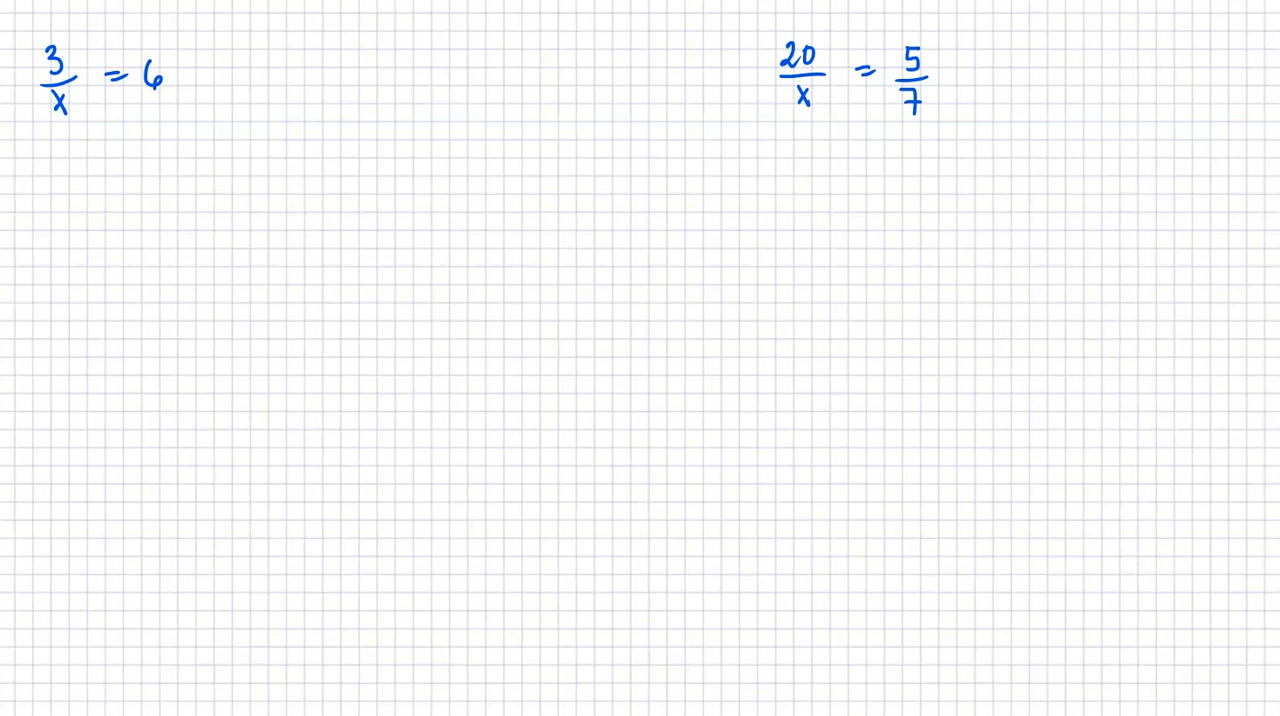 3/x = 6
20/x = 5/7